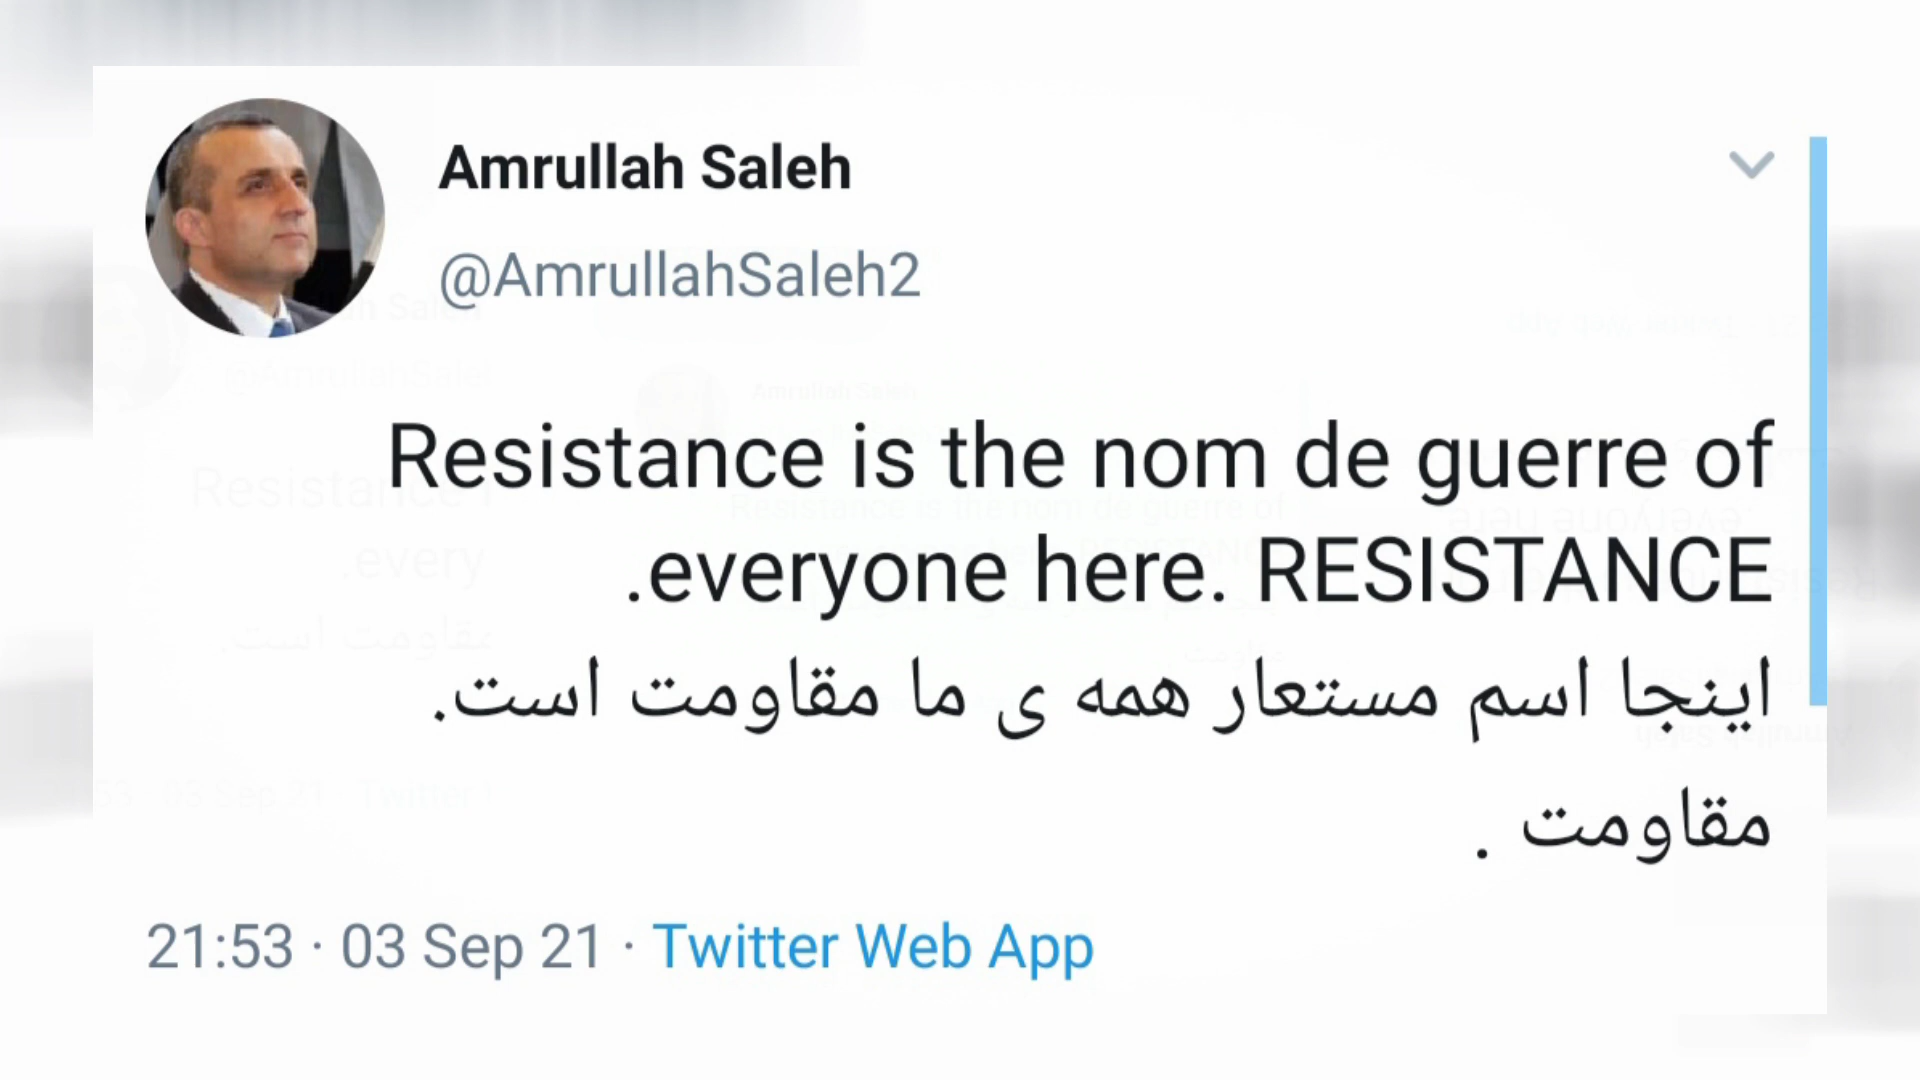 Amrullah Saleh
@AmrullahSaleh2
Resistance is the nom de guerre of
.everyone here. RESISTANCE
اینجا اسم مستعار همه ی ما مقاومت است.
مقاومت .
21:53 · 03 Sep 21 · Twitter Web App